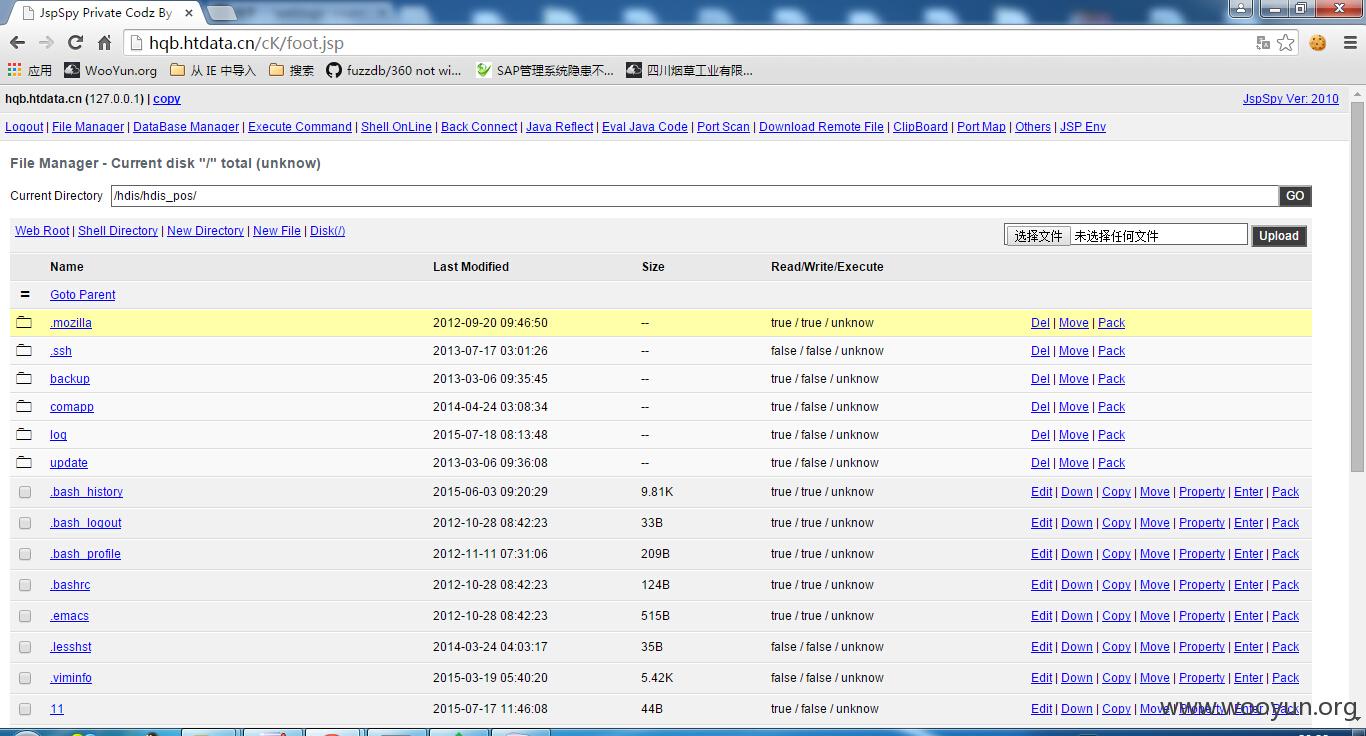 JspSpy Private Codz By
hqb.htdata.cn/cK/foot.jsp
应用 WooYun.org 从 IE 中导入 搜索 fuzzdb/360 not wi... SAP管理系统隐患不... 四川烟草工业有限...
hqb.htdata.cn (127.0.0.1) | copy JspSpy Ver: 2010
Logout | File Manager | DataBase Manager | Execute Command | Shell OnLine | Back Connect | Java Reflect | Eval Java Code | Port Scan | Download Remote File | ClipBoard | Port Map | Others | JSP Env
File Manager - Current disk "/" total (unknow)
Current Directory /hdis/hdis_pos/ GO
Web Root | Shell Directory | New Directory | New File | Disk(/) 选择文件 未选择任何文件 Upload
Name Last Modified Size Read/Write/Execute
= Goto Parent
.mozilla 2012-09-20 09:46:50 -- true / true / unknow Del | Move | Pack
.ssh 2013-07-17 03:01:26 -- false / false / unknow Del | Move | Pack
backup 2013-03-06 09:35:45 -- true / false / unknow Del | Move | Pack
comapp 2014-04-24 03:08:34 -- true / false / unknow Del | Move | Pack
log 2015-07-18 08:13:48 -- true / false / unknow Del | Move | Pack
update 2013-03-06 09:36:08 -- true / false / unknow Del | Move | Pack
.bash_history 2015-06-03 09:20:29 9.81K true / true / unknow Edit | Down | Copy | Move | Property | Enter | Pack
.bash_logout 2012-10-28 08:42:23 33B true / true / unknow Edit | Down | Copy | Move | Property | Enter | Pack
.bash_profile 2012-11-11 07:31:06 209B true / true / unknow Edit | Down | Copy | Move | Property | Enter | Pack
.bashrc 2012-10-28 08:42:23 124B true / true / unknow Edit | Down | Copy | Move | Property | Enter | Pack
.emacs 2012-10-28 08:42:23 515B true / true / unknow Edit | Down | Copy | Move | Property | Enter | Pack
.lesshst 2014-03-24 04:03:17 35B false / false / unknow Edit | Down | Copy | Move | Property | Enter | Pack
.viminfo 2015-03-19 05:40:20 5.42K false / false / unknow Edit | Down | Copy | Move | Property | Enter | Pack
11 2015-07-17 11:46:08 44B true / false / unknow Edit | Down | Copy | Move | Property | Enter | Pack
www.wooyun.org